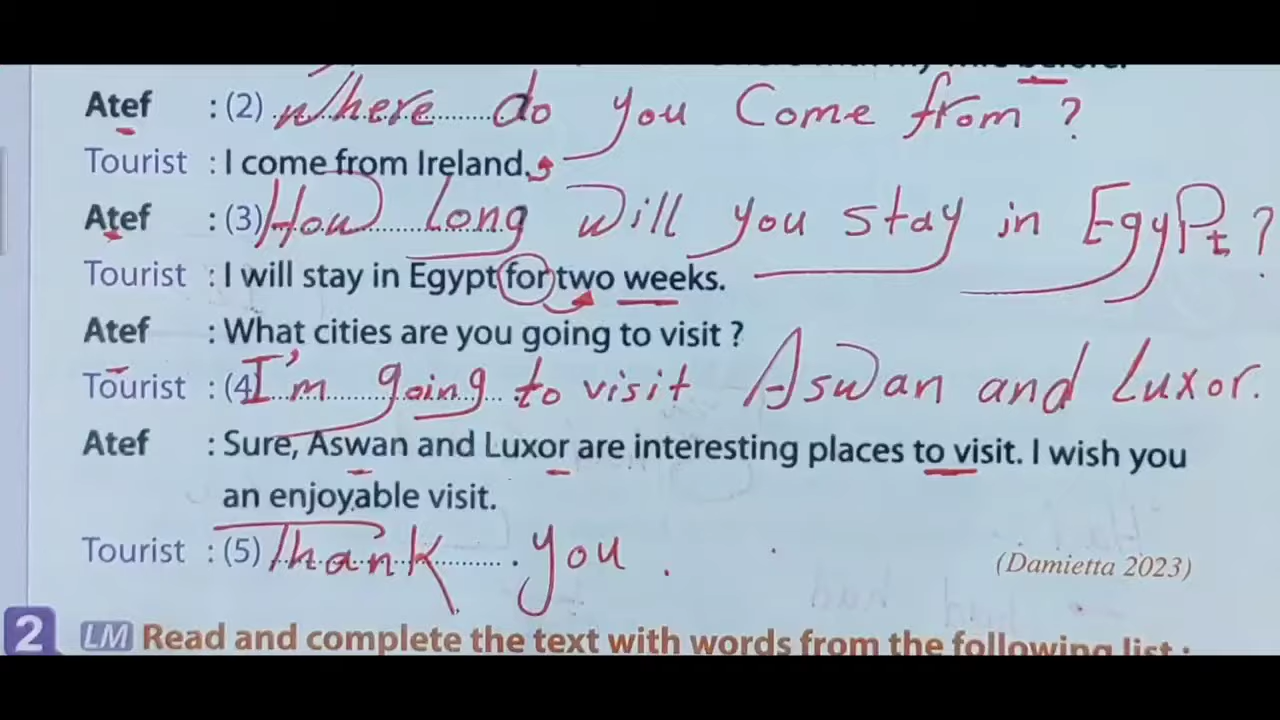 before.
Atef : (2) Where do you Come from ?
Tourist : I come from Ireland.
Atef : (3) How long will you stay in Egypt ?
Tourist : I will stay in Egypt for two weeks.
Atef : What cities are you going to visit ?
Tourist : (4) I'm going to visit Aswan and Luxor.
Atef : Sure, Aswan and Luxor are interesting places to visit. I wish you
an enjoyable visit.
Tourist : (5) Thank you.
(Damietta 2023)
2 LM Read and complete the text with words from the following list :